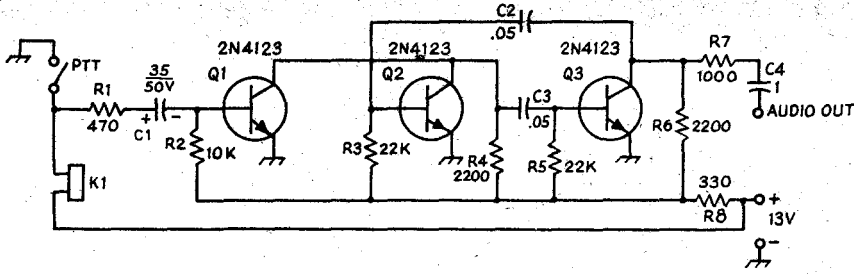 C2
.05
2N4123
2N4123
2N4123
R7
1000
PTT
35
50V
Q1
Q2
Q3
C4
1
R1
470
+
-
C1
C3
.05
AUDIO OUT
R2
10K
R3
22K
R4
2200
R5
22K
R6
2200
K1
330
R8
+
13V
-